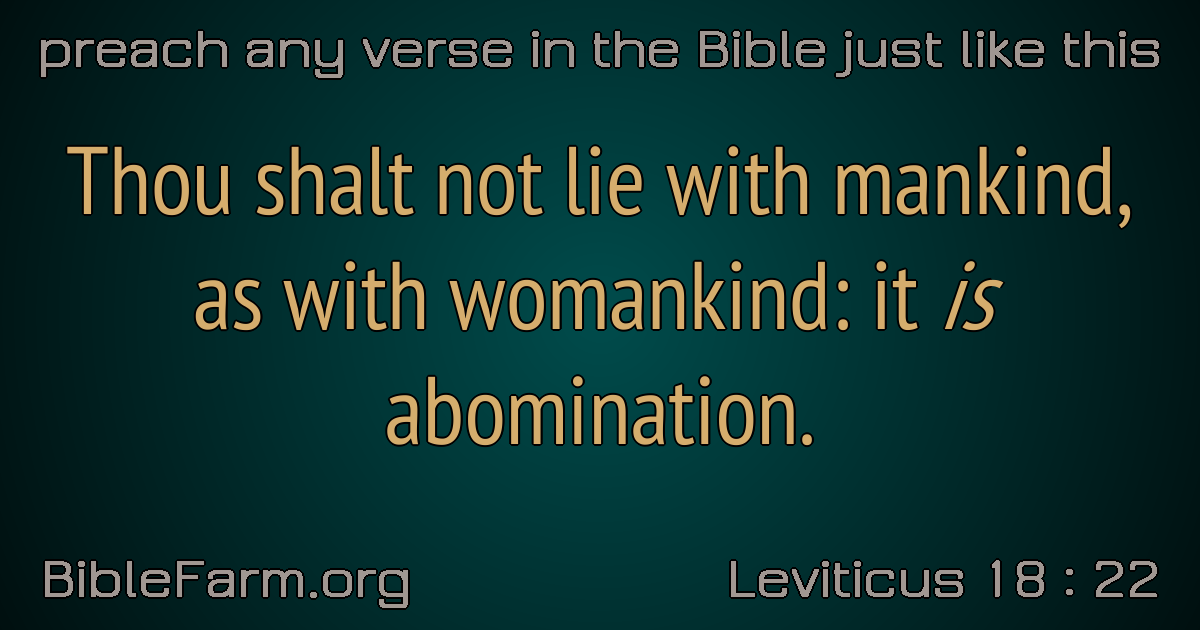 preach any verse in the Bible just like this
Thou shalt not lie with mankind,
as with womankind: it is
abomination.
BibleFarm.org
Leviticus 18 : 22